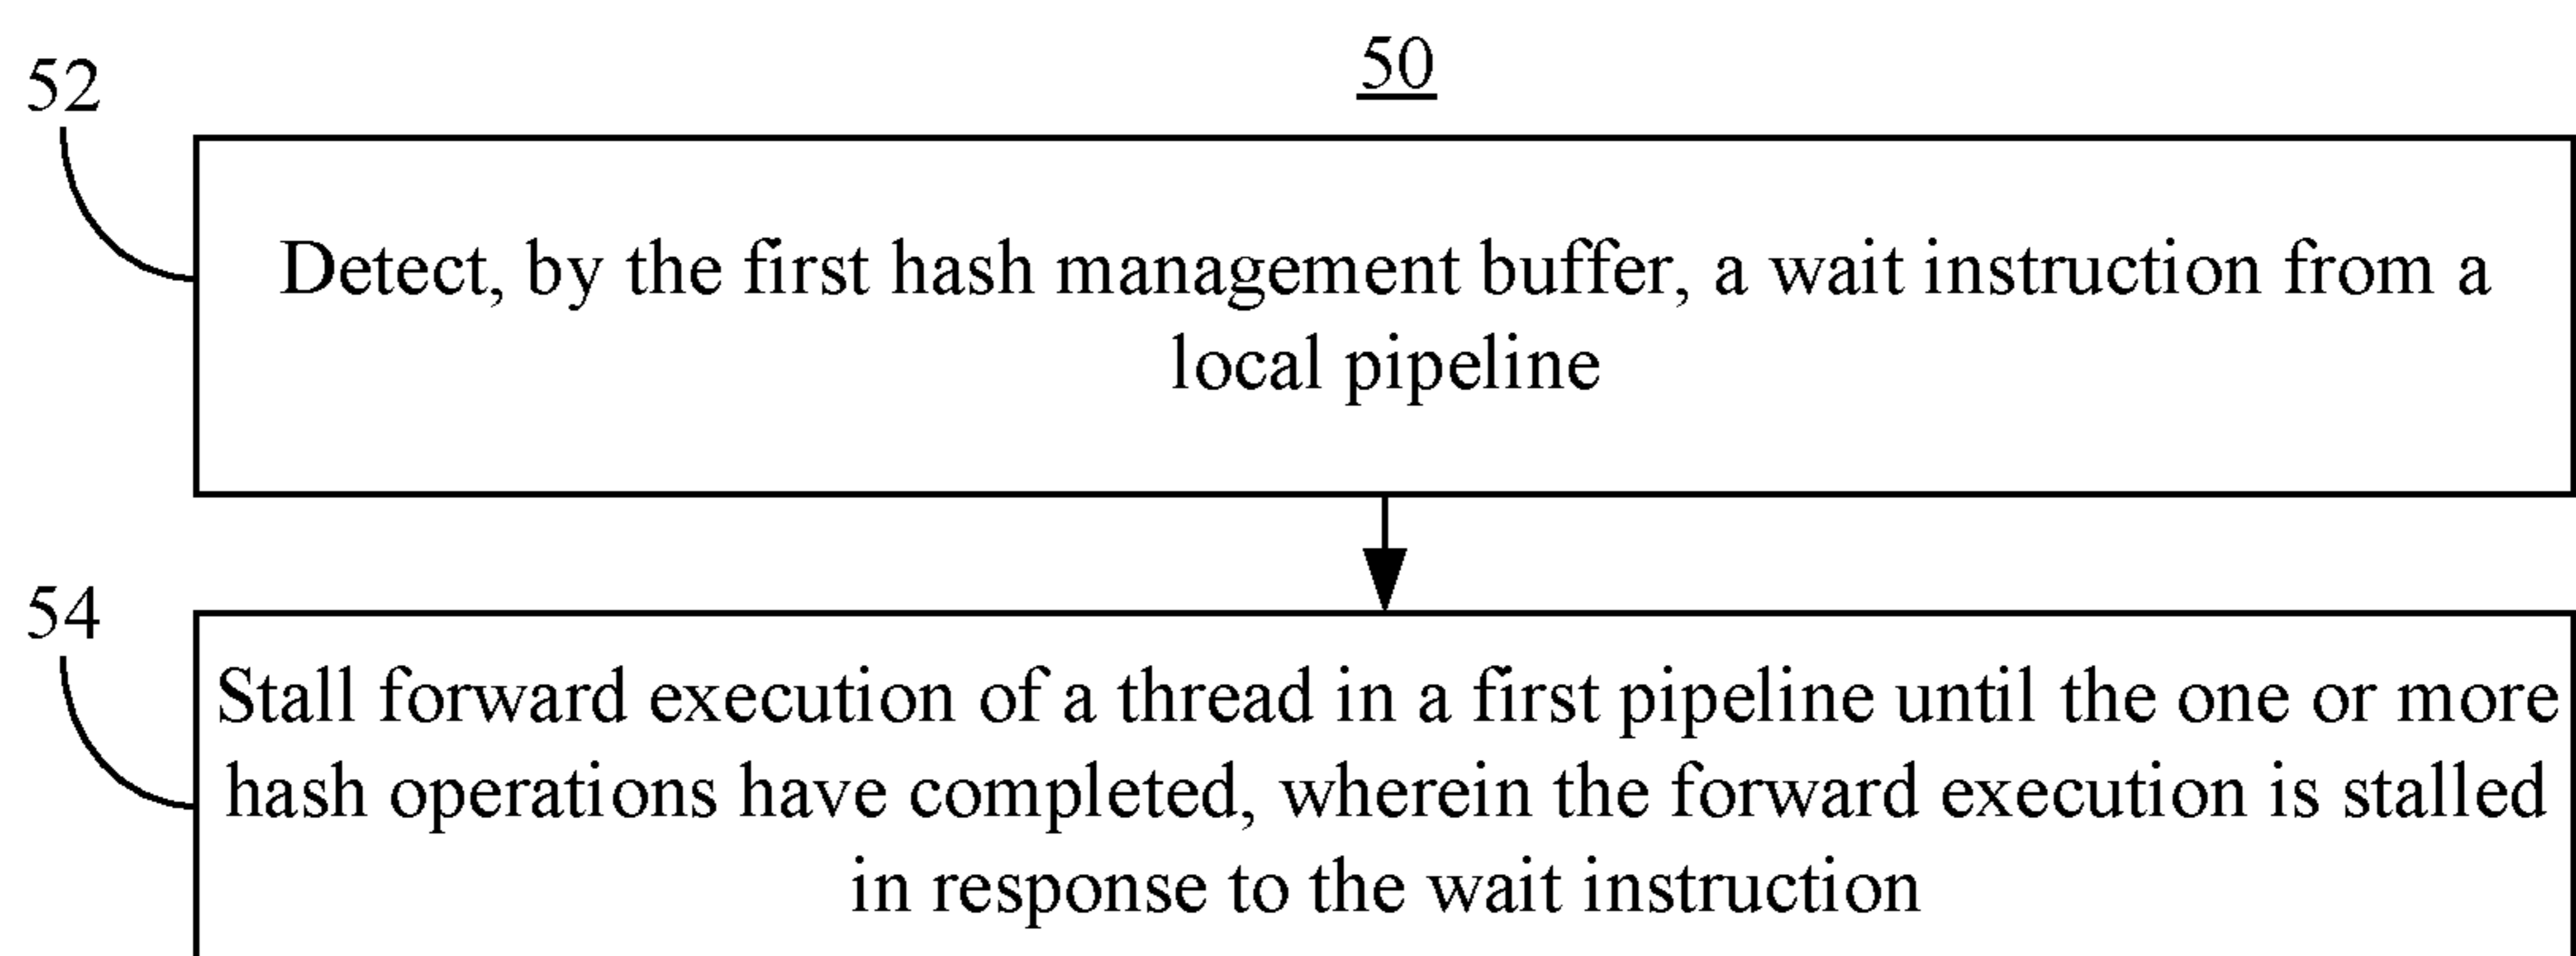 50
52
Detect, by the first hash management buffer, a wait instruction from a
local pipeline
54
Stall forward execution of a thread in a first pipeline until the one or more
hash operations have completed, wherein the forward execution is stalled
in response to the wait instruction